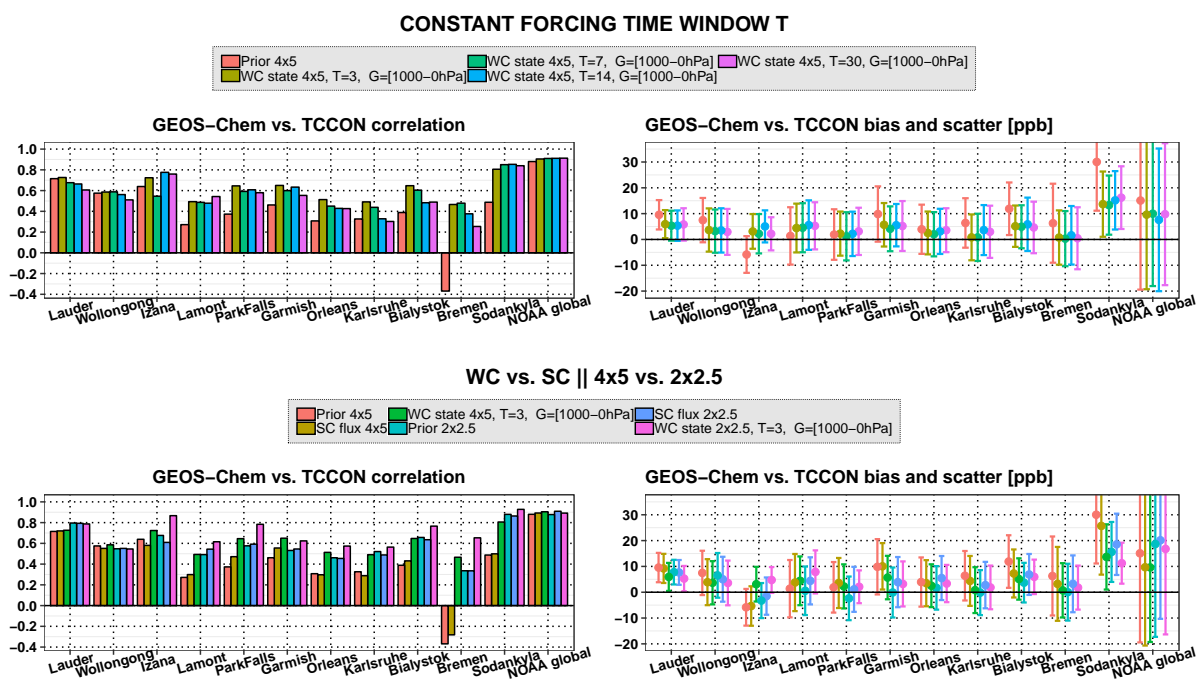 CONSTANT FORCING TIME WINDOW T
Prior 4x5 WC state 4x5, T=7, G=[1000−0hPa] WC state 4x5, T=30, G=[1000−0hPa]
WC state 4x5, T=3, G=[1000−0hPa] WC state 4x5, T=14, G=[1000−0hPa]
GEOS−Chem vs. TCCON correlation
1.0
0.8
0.6
0.4
0.2
0.0
−0.2
−0.4
Lauder Wollongong Izana Lamont ParkFalls Garmish Orleans Karlsruhe Bialystok Bremen Sodankyla NOAA global
GEOS−Chem vs. TCCON bias and scatter [ppb]
30
20
10
0
−10
−20
Lauder Wollongong Izana Lamont ParkFalls Garmish Orleans Karlsruhe Bialystok Bremen Sodankyla NOAA global
WC vs. SC || 4x5 vs. 2x2.5
Prior 4x5 WC state 4x5, T=3, G=[1000−0hPa] SC flux 2x2.5
SC flux 4x5 Prior 2x2.5 WC state 2x2.5, T=3, G=[1000−0hPa]
GEOS−Chem vs. TCCON correlation
1.0
0.8
0.6
0.4
0.2
0.0
−0.2
−0.4
Lauder Wollongong Izana Lamont ParkFalls Garmish Orleans Karlsruhe Bialystok Bremen Sodankyla NOAA global
GEOS−Chem vs. TCCON bias and scatter [ppb]
30
20
10
0
−10
−20
Lauder Wollongong Izana Lamont ParkFalls Garmish Orleans Karlsruhe Bialystok Bremen Sodankyla NOAA global